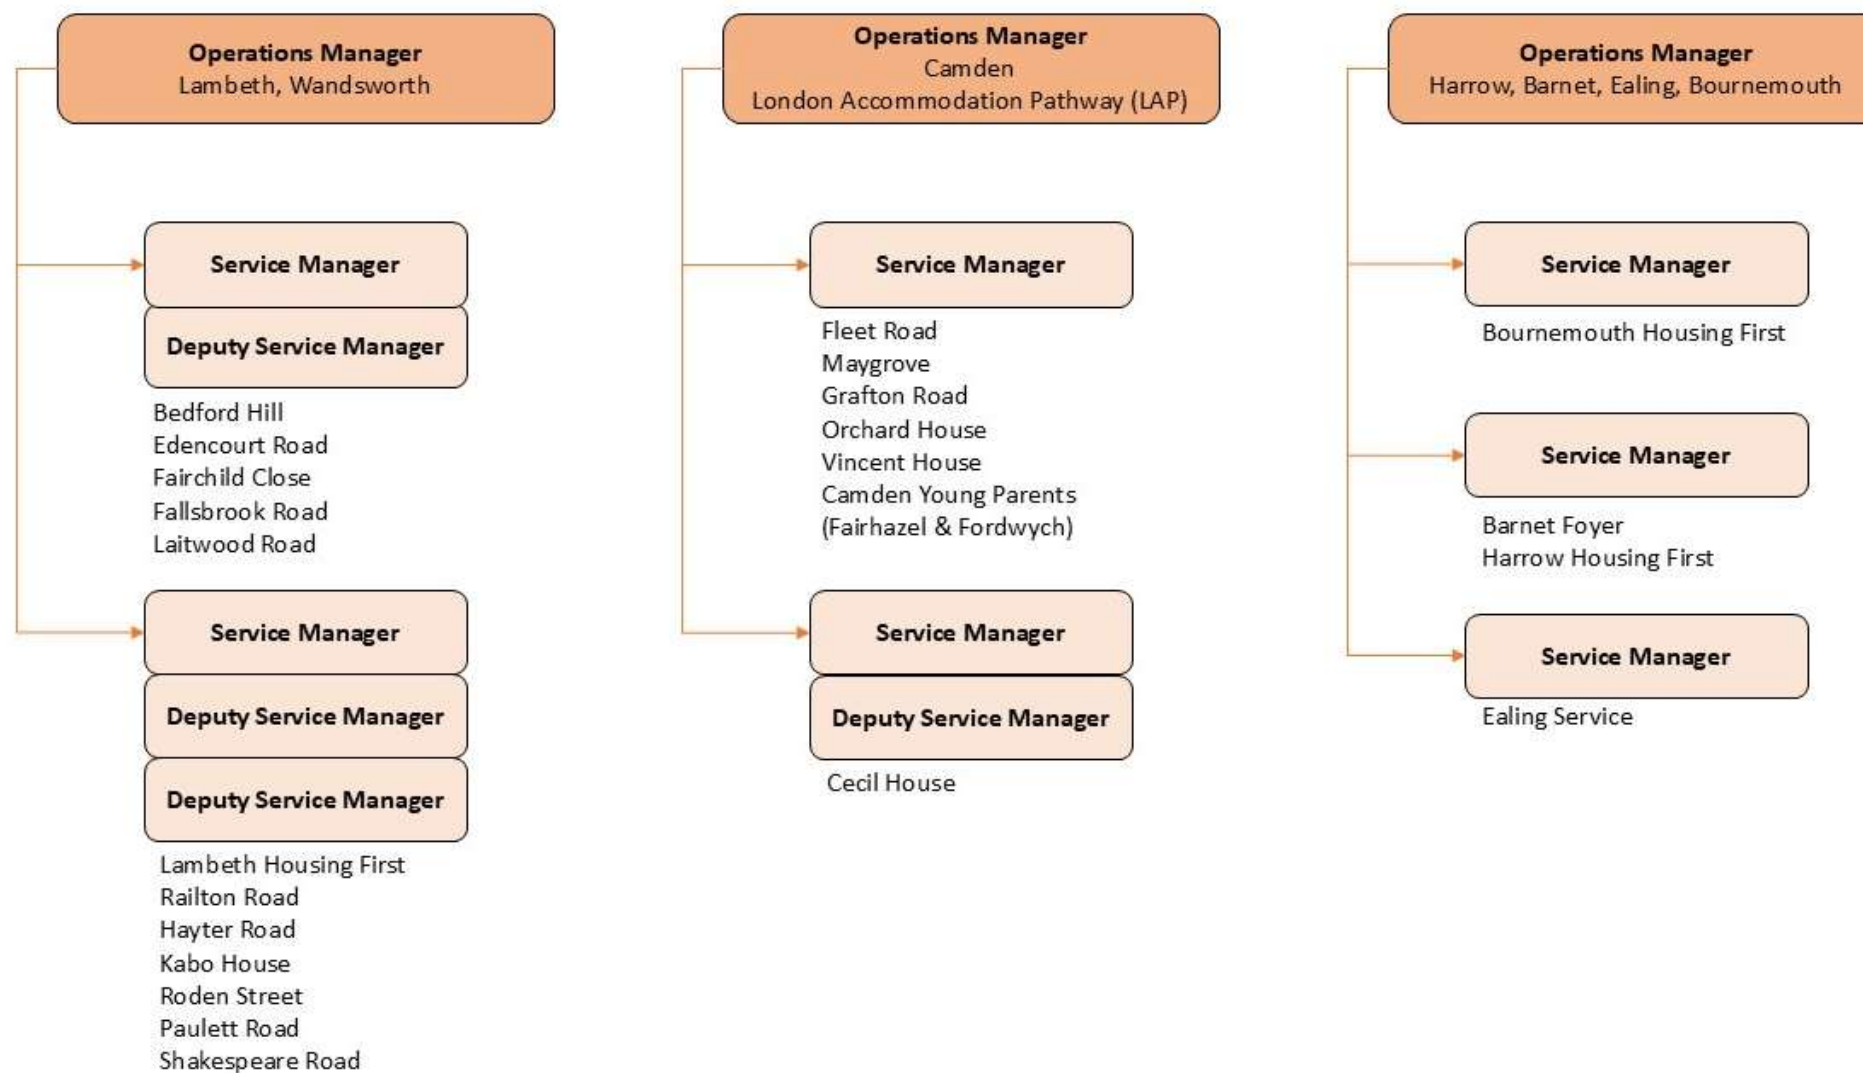 Operations Manager
Lambeth, Wandsworth
Service Manager
Deputy Service Manager
Bedford Hill
Edencourt Road
Fairchild Close
Fallsbrook Road
Laitwood Road
Service Manager
Deputy Service Manager
Deputy Service Manager
Lambeth Housing First
Railton Road
Hayter Road
Kabo House
Roden Street
Paulett Road
Shakespeare Road
Operations Manager
Camden
London Accommodation Pathway (LAP)
Service Manager
Fleet Road
Maygrove
Grafton Road
Orchard House
Vincent House
Camden Young Parents
(Fairhazel & Fordwych)
Service Manager
Deputy Service Manager
Cecil House
Operations Manager
Harrow, Barnet, Ealing, Bournemouth
Service Manager
Bournemouth Housing First
Service Manager
Barnet Foyer
Harrow Housing First
Service Manager
Ealing Service